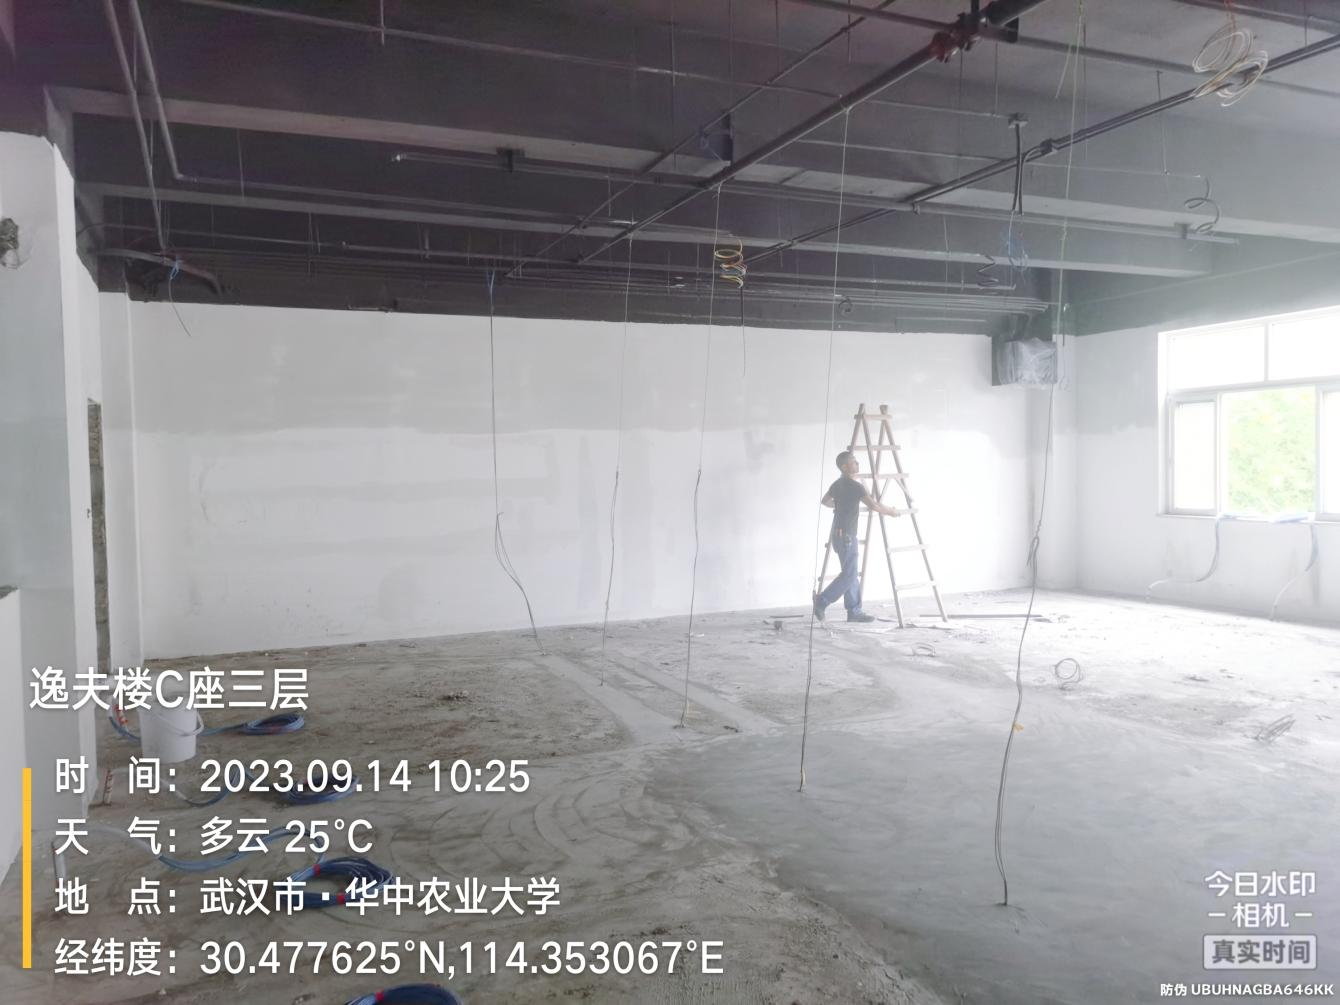 逸夫楼C座三层
时 间：2023.09.14 10:25
天 气：多云 25°C
地 点：武汉市·华中农业大学
经纬度：30.477625°N,114.353067°E
今日水印
-相机-
真实时间
防伪 UBUHNAGBA646KK